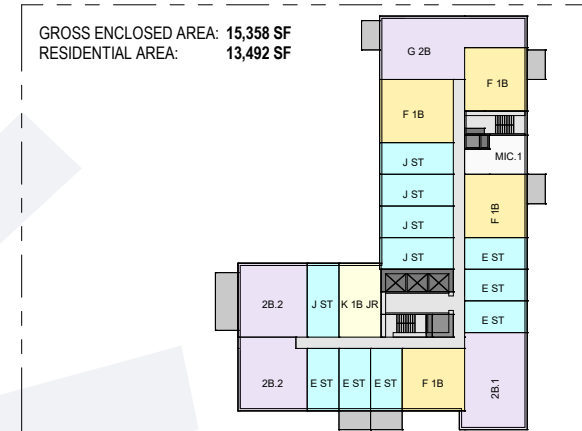 GROSS ENCLOSED AREA: 15,358 SF
RESIDENTIAL AREA: 13,492 SF
G 2B
F 1B
F 1B
MIC.1
J ST
J ST
F 1B
J ST
J ST
E ST
E ST
E ST
2B.2
J ST
K 1B JR
2B.2
E ST
E ST
E ST
F 1B
2B.1